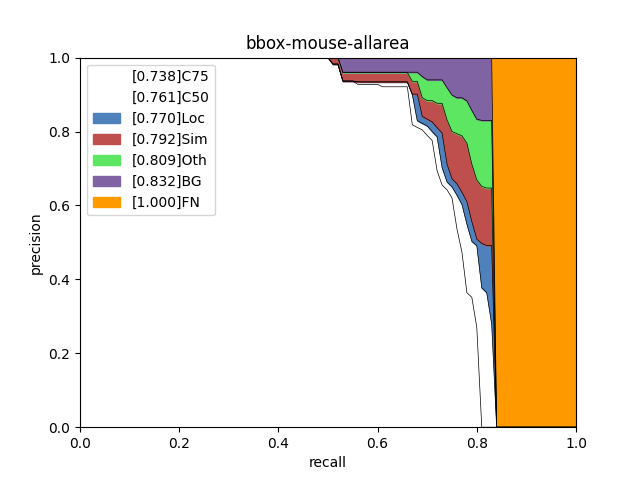 bbox-mouse-allarea
[0.738]C75
[0.761]C50
[0.770]Loc
[0.792]Sim
[0.809]Oth
[0.832]BG
[1.000]FN
precision
1.0
0.8
0.6
0.4
0.2
0.0
0.0 0.2 0.4 0.6 0.8 1.0
recall